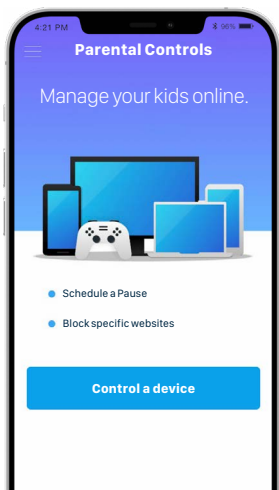 4:21 PM
96%
Parental Controls
Manage your kids online.
Schedule a Pause
Block specific websites
Control a device